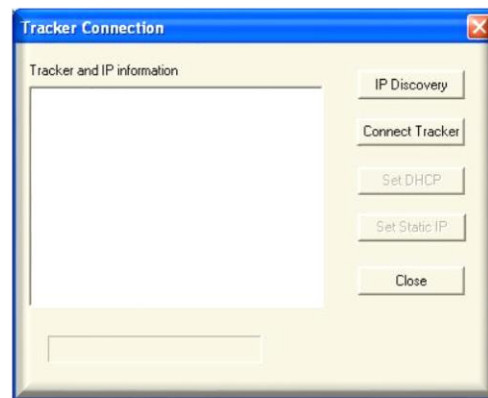 Tracker Connection
Tracker and IP information
IP Discovery
Connect Tracker
Set DHCP
Set Static IP
Close